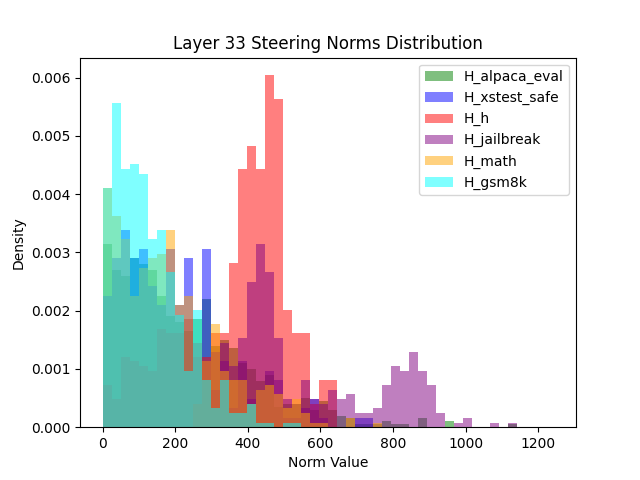 Layer 33 Steering Norms Distribution
H_alpaca_eval
H_xstest_safe
H_h
H_jailbreak
H_math
H_gsm8k
0.006
0.005
0.004
0.003
0.002
0.001
0.000
Density
0 200 400 600 800 1000 1200
Norm Value